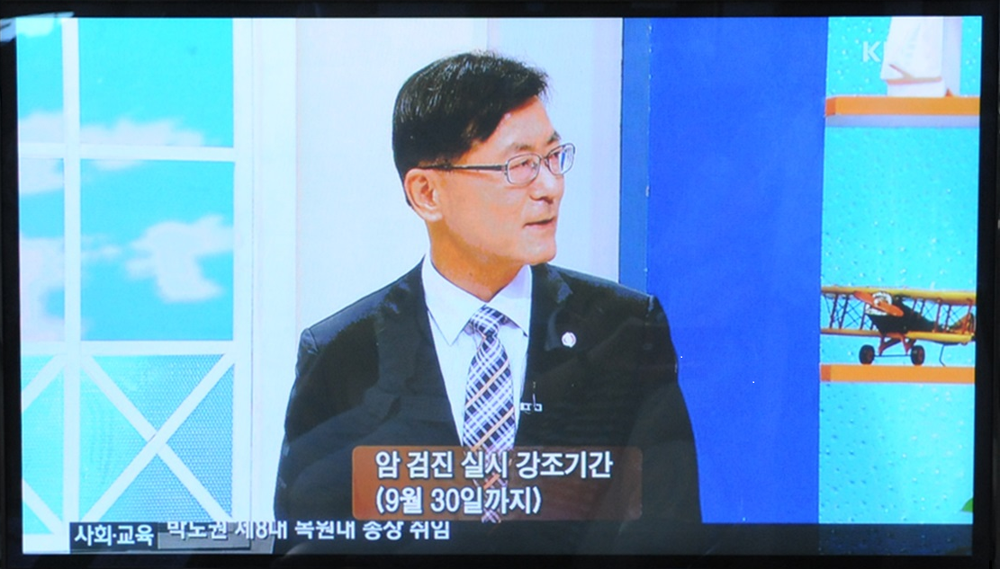 암 검진 실시 강조기간
(9월 30일까지)
사회·교육
박노권 제8대 목원대 총장 취임